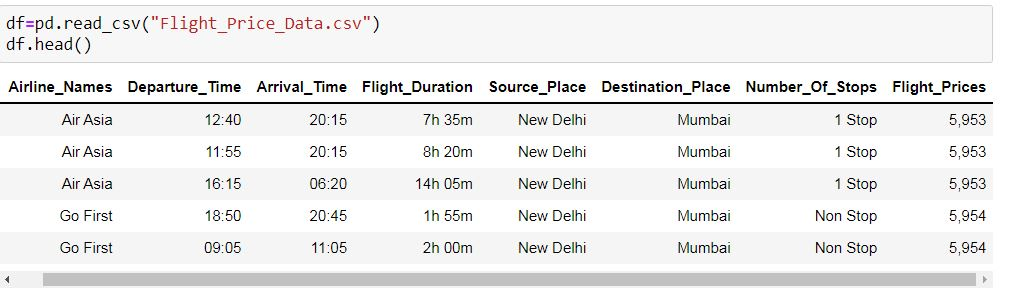 df=pd.read_csv("Flight_Price_Data.csv")
df.head()
Airline_Names Departure_Time Arrival_Time Flight_Duration Source_Place Destination_Place Number_Of_Stops Flight_Prices
Air Asia 12:40 20:15 7h 35m New Delhi Mumbai 1 Stop 5,953
Air Asia 11:55 20:15 8h 20m New Delhi Mumbai 1 Stop 5,953
Air Asia 16:15 06:20 14h 05m New Delhi Mumbai 1 Stop 5,953
Go First 18:50 20:45 1h 55m New Delhi Mumbai Non Stop 5,954
Go First 09:05 11:05 2h 00m New Delhi Mumbai Non Stop 5,954